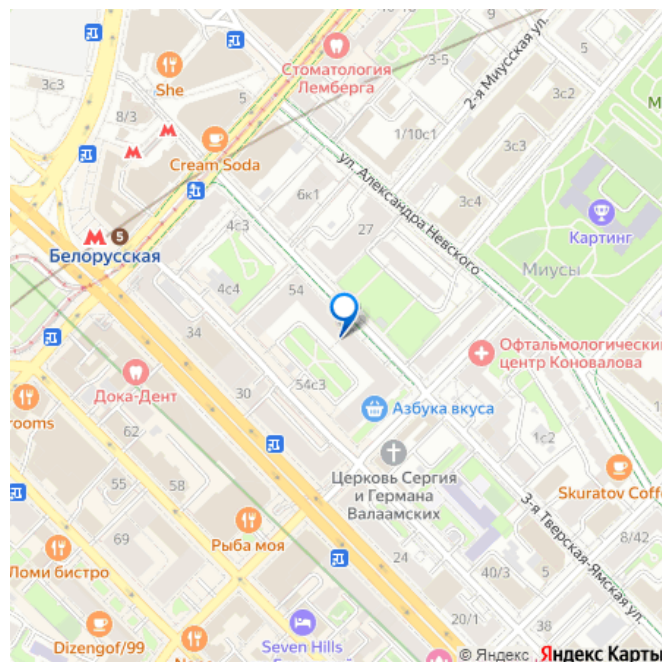 Стоматология
Лемберга
2-я Миусская ул.
3-5
5
3с3
She
5
3с2
М
8/3
1/10с1
3с3
Cream Soda
ул. Александра Невского
6к1
3с4
4с3
27
Картинг
5
Белорусская
Миусы
4с4
54
34
Офтальмологический
центр Коновалова
Дока-Дент
30
54с3
rooms
Азбука вкуса
62
1с2
Церковь Сергия
и Германа
Валаамских
Skuratov Coff
55
58
3-я Тверская-Ямская ул.
Рыба моя
69
24
8/42
Ломи бистро
40/3
5
20/1
38
Dizengof/99
Seven Hills
© Яндекс
Яндекс Карты